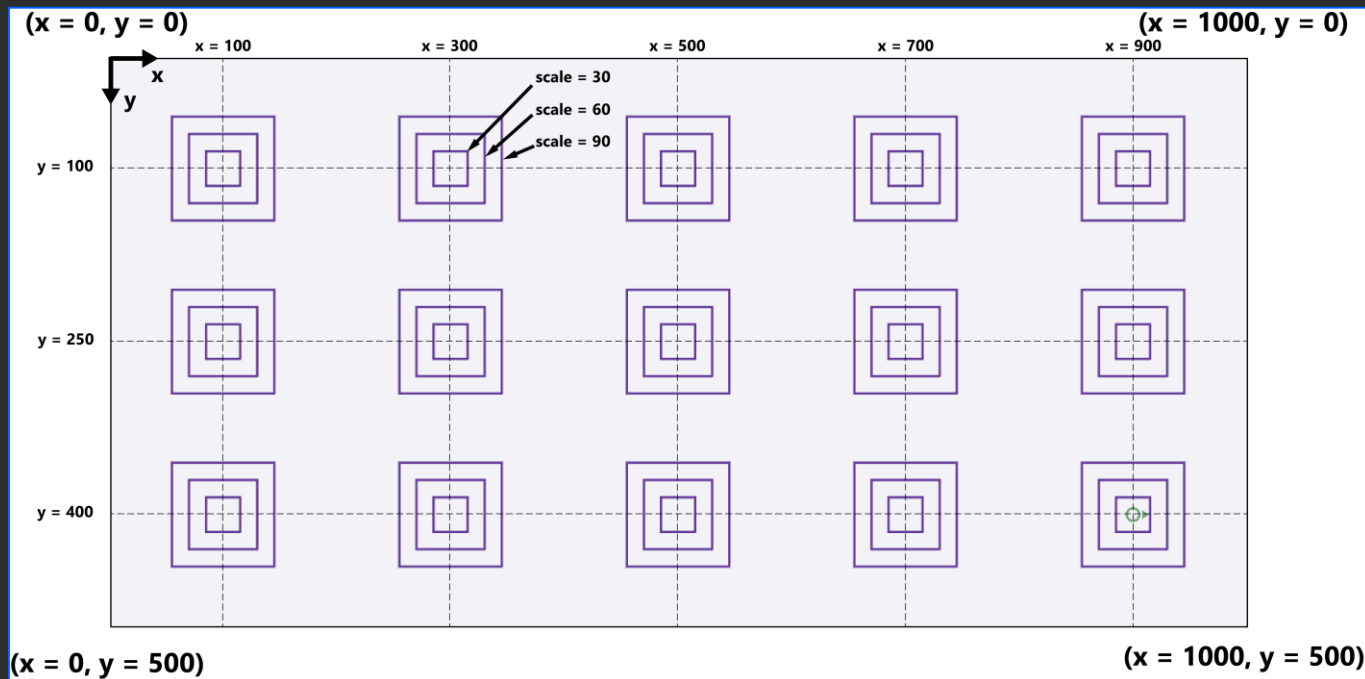 (x = 0, y = 0)
(x = 1000, y = 0)
x = 100
x = 300
x = 500
x = 700
x = 900
x
y
scale = 30
scale = 60
scale = 90
y = 100
y = 250
y = 400
(x = 0, y = 500)
(x = 1000, y = 500)